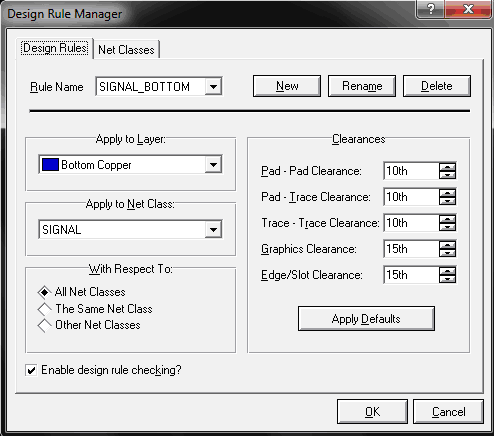 Design Rule Manager
? X
Design Rules Net Classes
Rule Name SIGNAL_BOTTOM New Rename Delete
Apply to Layer:
Bottom Copper
Apply to Net Class:
SIGNAL
With Respect To:
All Net Classes
The Same Net Class
Other Net Classes
Clearances
Pad - Pad Clearance: 10th
Pad - Trace Clearance: 10th
Trace - Trace Clearance: 10th
Graphics Clearance: 15th
Edge/Slot Clearance: 15th
Apply Defaults
Enable design rule checking?
OK Cancel